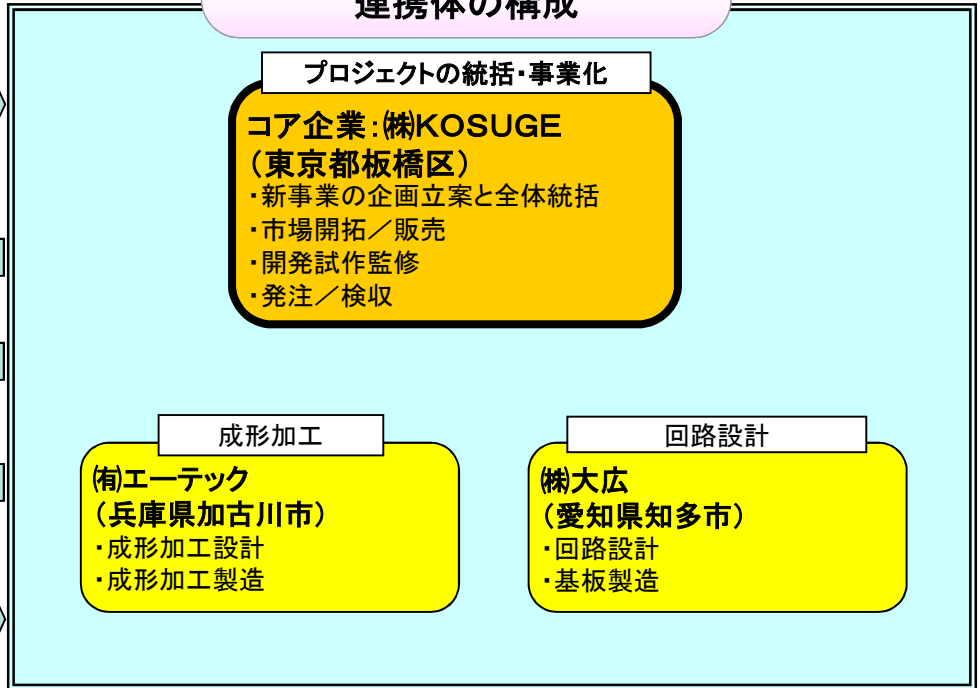 連携体の構成
プロジェクトの統括・事業化
コア企業：㈱KOSUGE
（東京都板橋区）
・新事業の企画立案と全体統括
・市場開拓／販売
・開発試作監修
・発注／検収
成形加工
㈲エーテック
（兵庫県加古川市）
・成形加工設計
・成形加工製造
回路設計
㈱大広
（愛知県知多市）
・回路設計
・基板製造